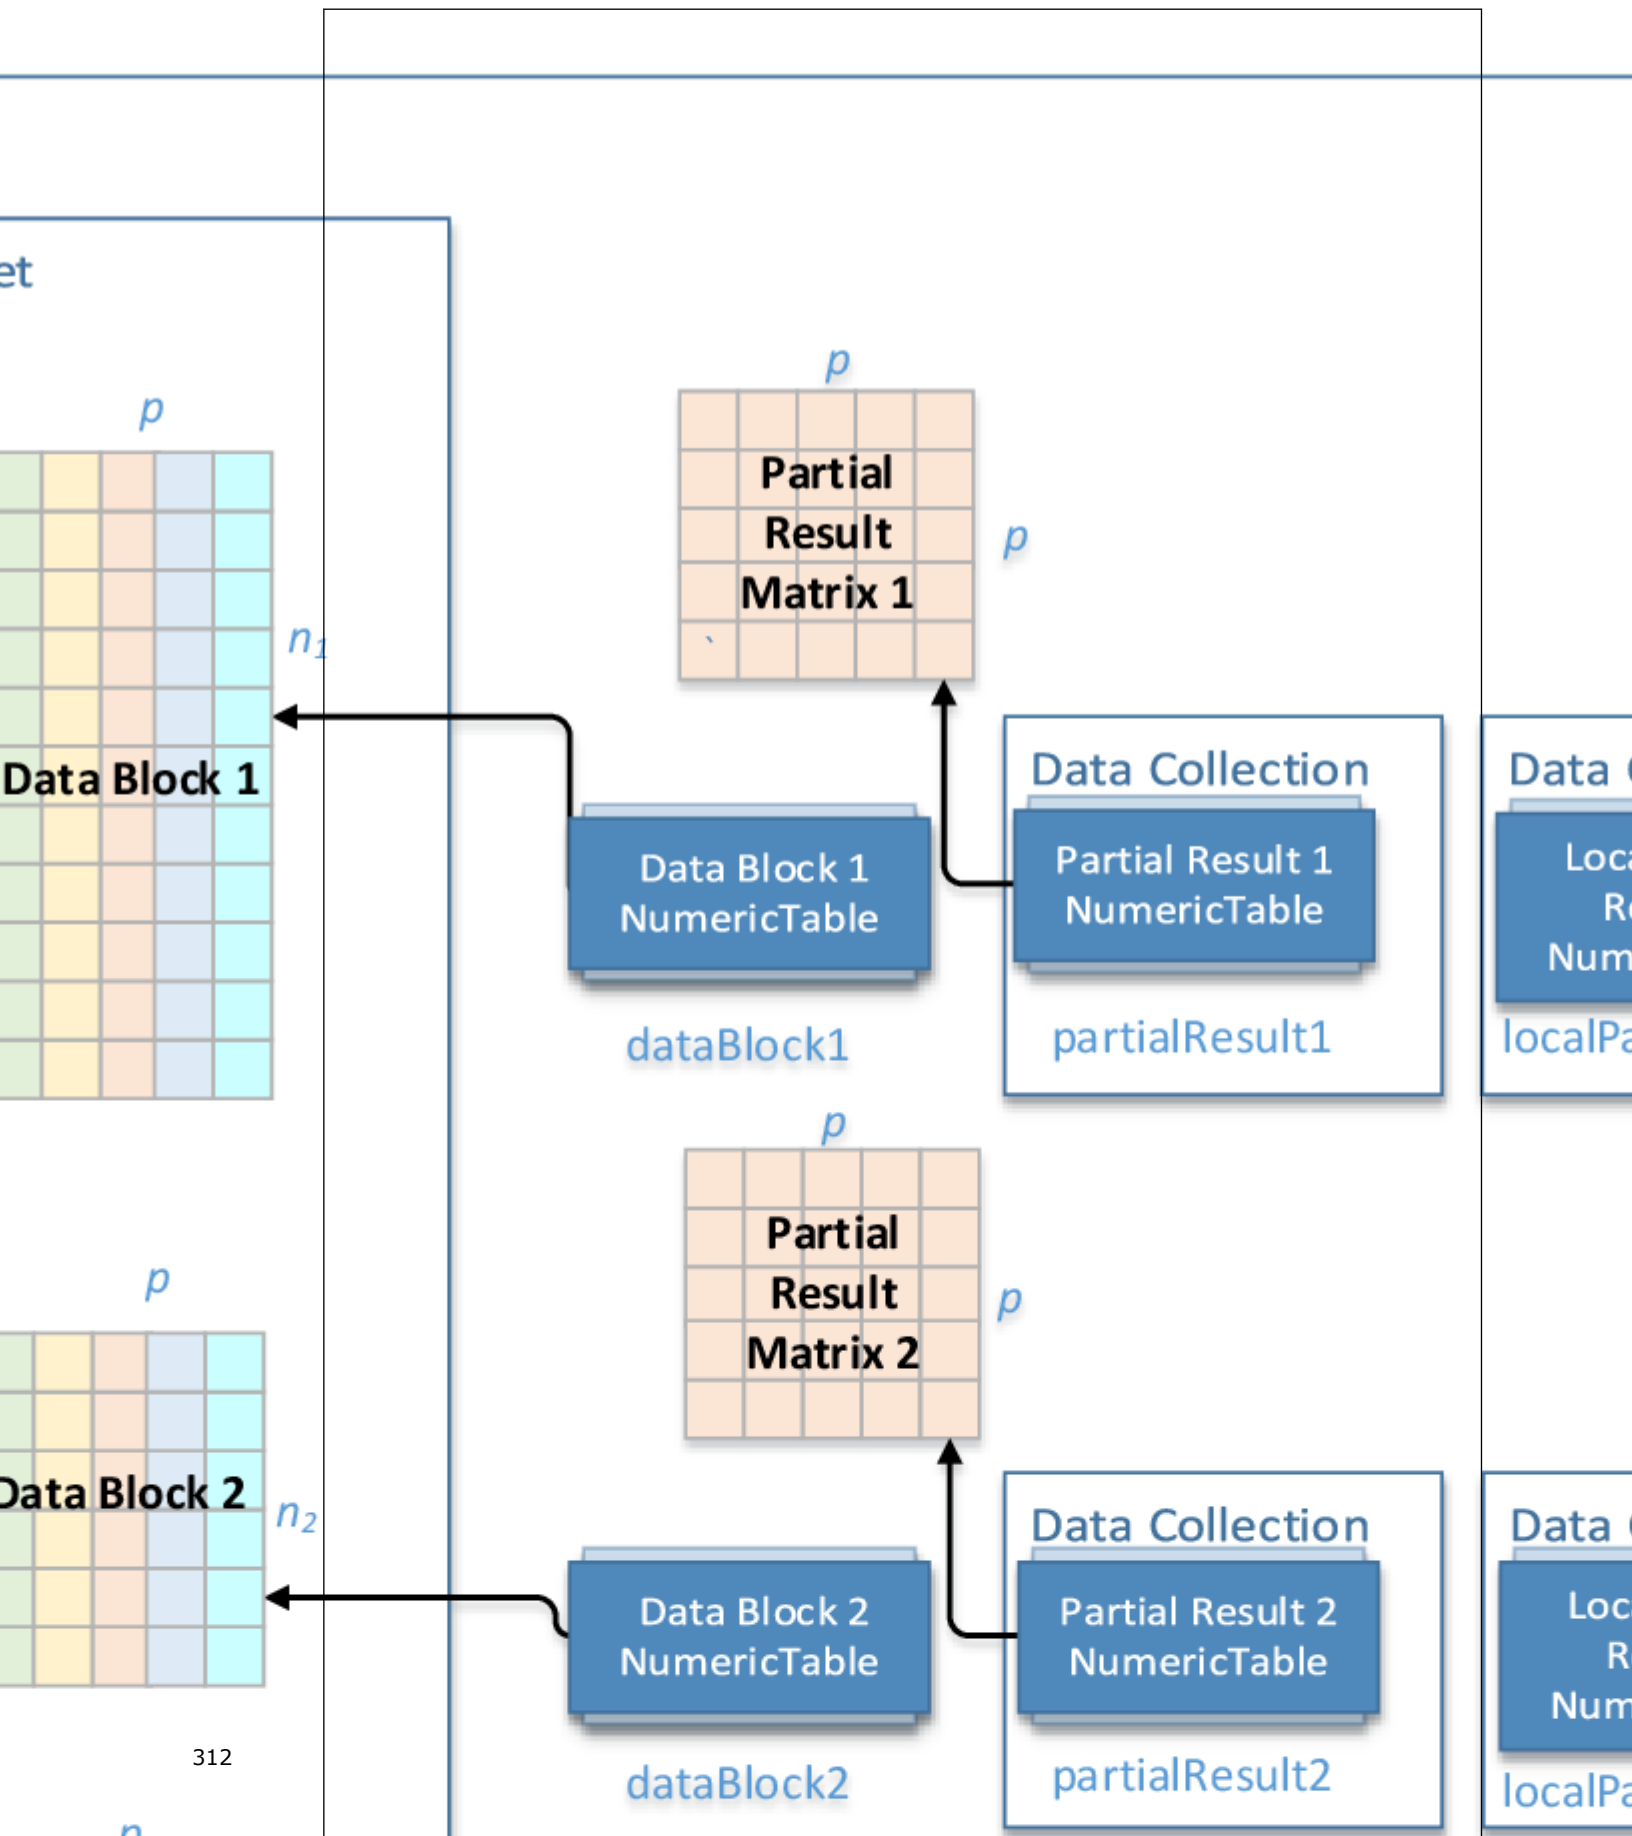 et
p
p
n1
Data Block 1
p
Partial
Result
Matrix 1
p
`
Data Block 1
NumericTable
dataBlock1
Data Collection
Partial Result 1
NumericTable
partialResult1
Data
p
p
n2
Data Block 2
Partial
Result
Matrix 2
p
Data Block 2
NumericTable
dataBlock2
Data Collection
Partial Result 2
NumericTable
partialResult2
Data
312